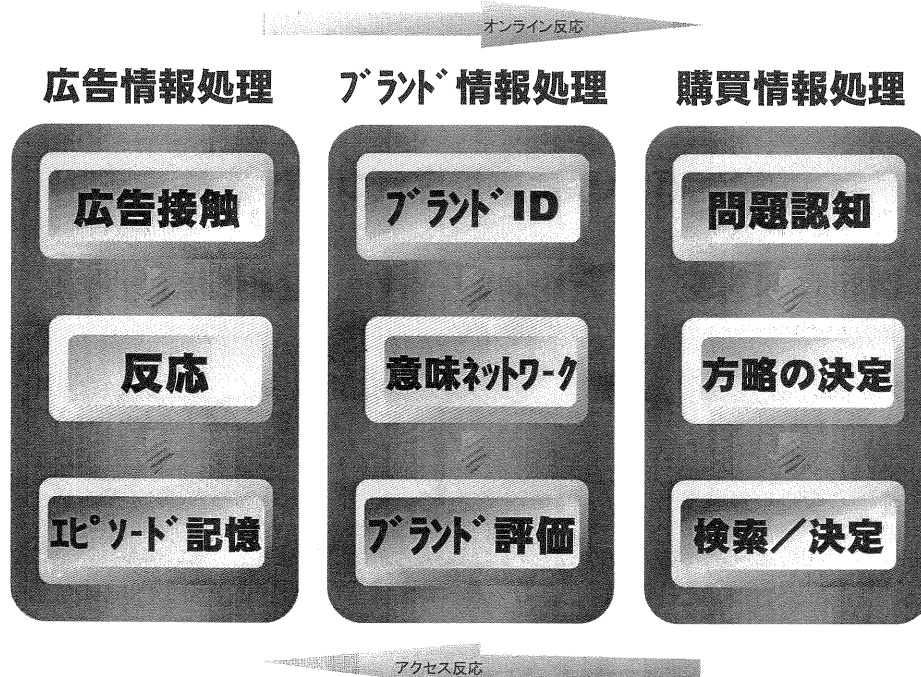 オンライン反応
広告情報処理
ブランド情報処理
購買情報処理
広告接触
反応
エピソード記憶
ブランドID
意味ネットワーク
ブランド評価
問題認知
方略の決定
検索/決定
アクセス反応